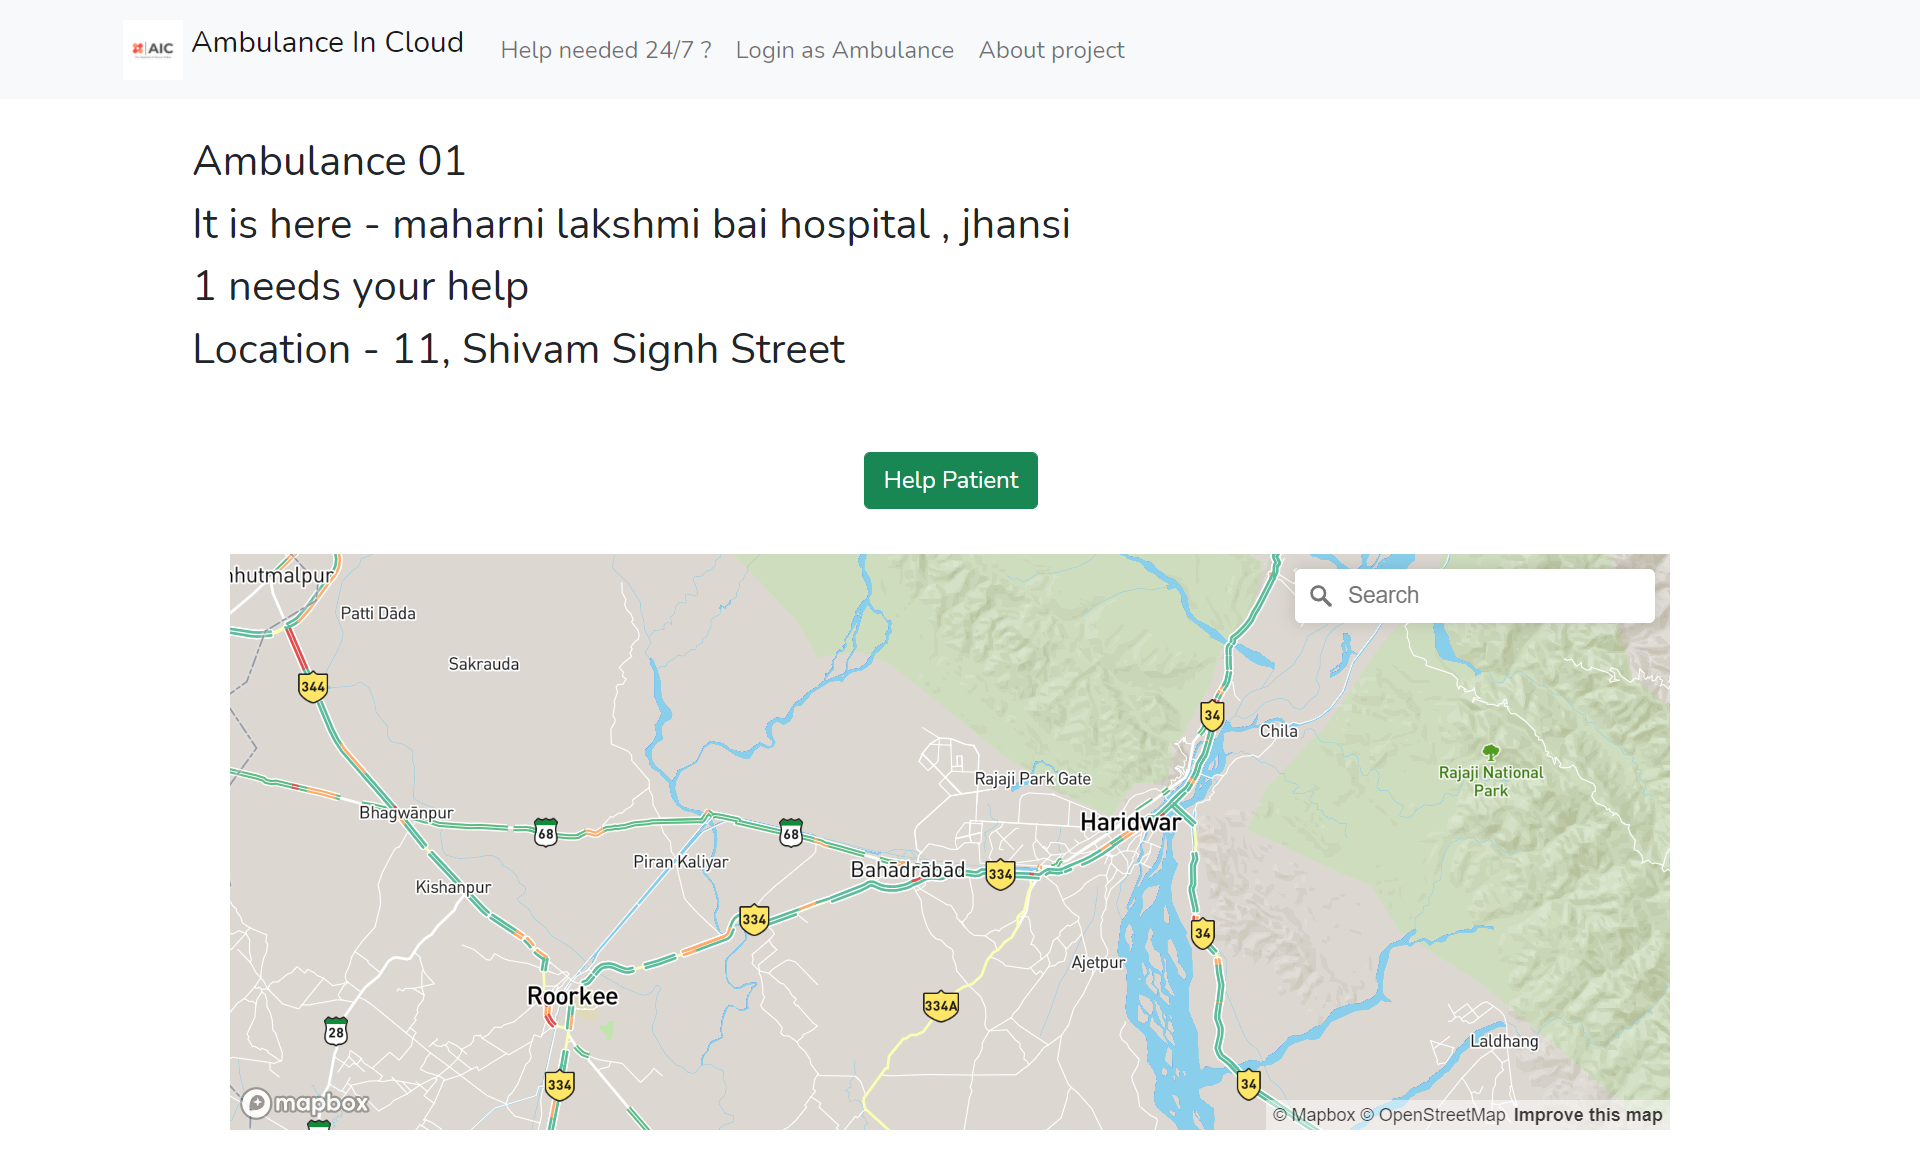 AIC
Ambulance In Cloud
Help needed 24/7 ?
Login as Ambulance
About project
Ambulance 01
It is here - maharni lakshmi bai hospital , jhansi
1 needs your help
Location - 11, Shivam Signh Street
Help Patient
Search
hhutmalpur
Patti Dāda
Sakrauda
344
34
Chila
Rajaji National
Park
Rajaji Park Gate
Bhagwānpur
68
68
Haridwar
Piran Kaliyar
Bahādrābād
334
Kishanpur
334
34
Ajetpur
Roorkee
334A
28
Laldhang
334
34
mapbox
© Mapbox © OpenStreetMap Improve this map